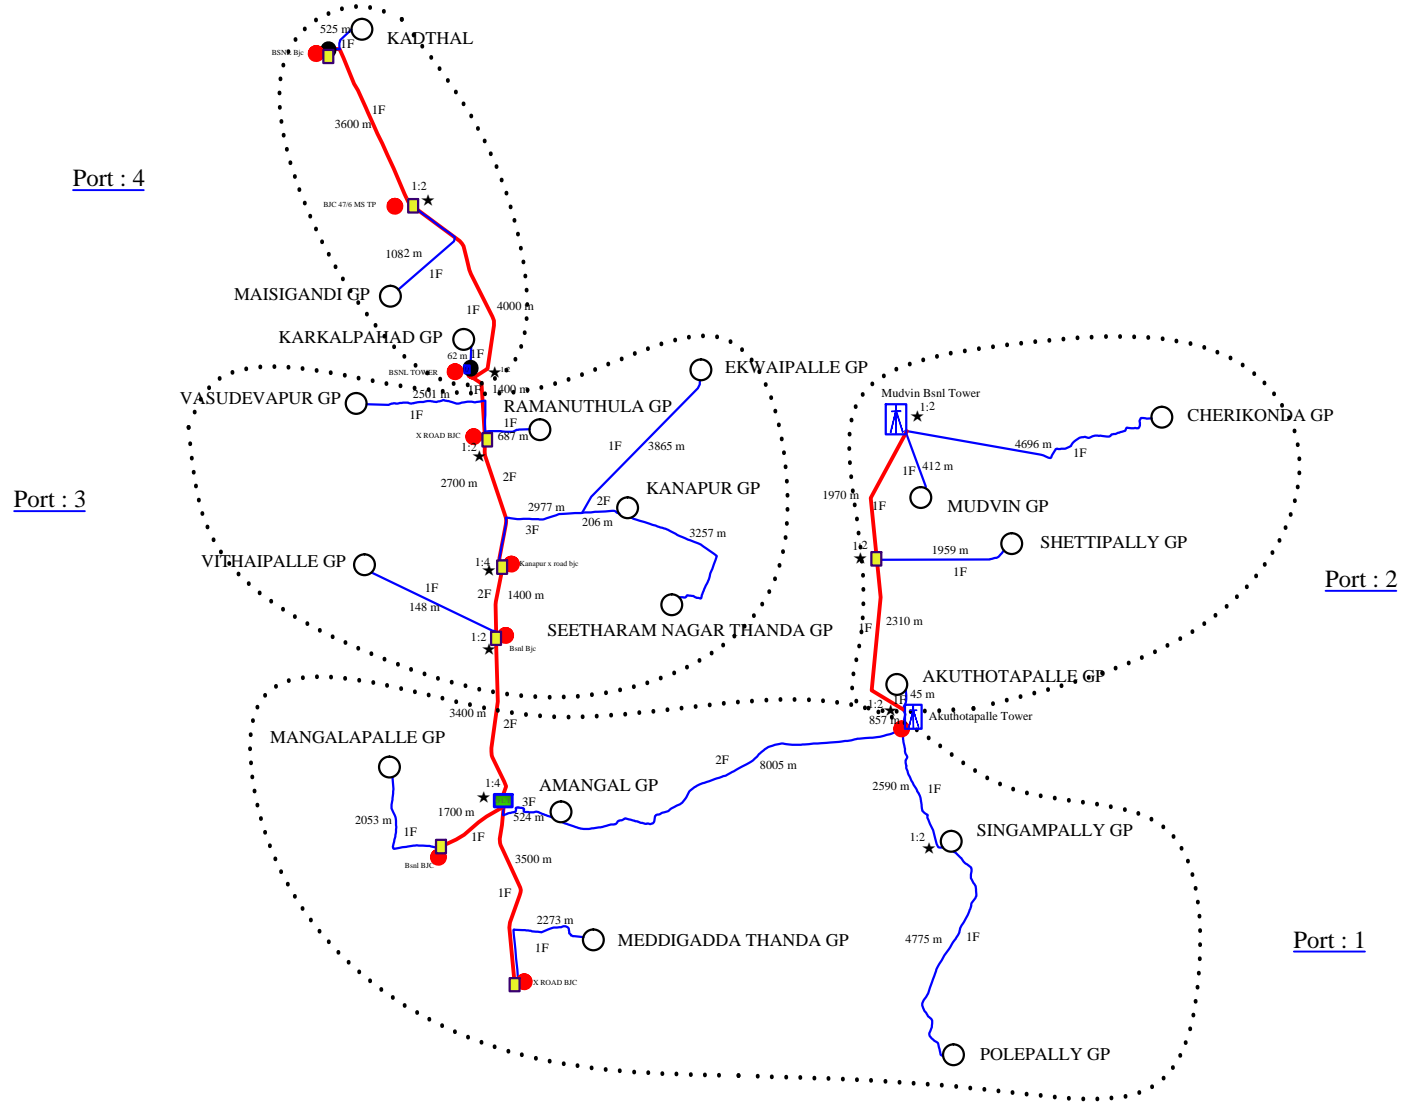 525 m
KADTHAL
BSNL Bjc
1F
1F
3600 m
Port : 4
1:2
BJC 47/6 MS TP
1082 m
1F
MAISIGANDI GP
1F
4000 m
KARKALPAHAD GP
62 m
1F
BSNL TOWER
1:2
1F
1400 m
EKWAIPALLE GP
2501 m
VASUDEVAPUR GP
1F
RAMANUTHULA GP
1F
X ROAD BJC
687 m
1:2
Mudvin Bsnl Tower
1:2
CHERIKONDA GP
4696 m
1F
1F
3865 m
2F
2700 m
1F
412 m
KANAPUR GP
1970 m
1F
MUDVIN GP
Port : 3
2977 m
2F
3F
206 m
3257 m
SHETTIPALLY GP
1:2
1959 m
1F
VITHAIPALLE GP
1:4
Kanapur x road bjc
Port : 2
1F
2F
1400 m
148 m
2310 m
1F
1:2
SEETHARAM NAGAR THANDA GP
Bsnl Bjc
AKUTHOTAPALLE GP
1F
45 m
1:2
3400 m
857 m
Akuthotapalle Tower
2F
MANGALAPALLE GP
2F
8005 m
1:4
AMANGAL GP
2590 m
1F
1700 m
3F
524 m
2053 m
1F
1F
SINGAMPALLY GP
1:2
Bsnl BJC
3500 m
1F
2273 m
1F
MEDDIGADDA THANDA GP
4775 m
1F
Port : 1
X ROAD BJC
POLEPALLY GP